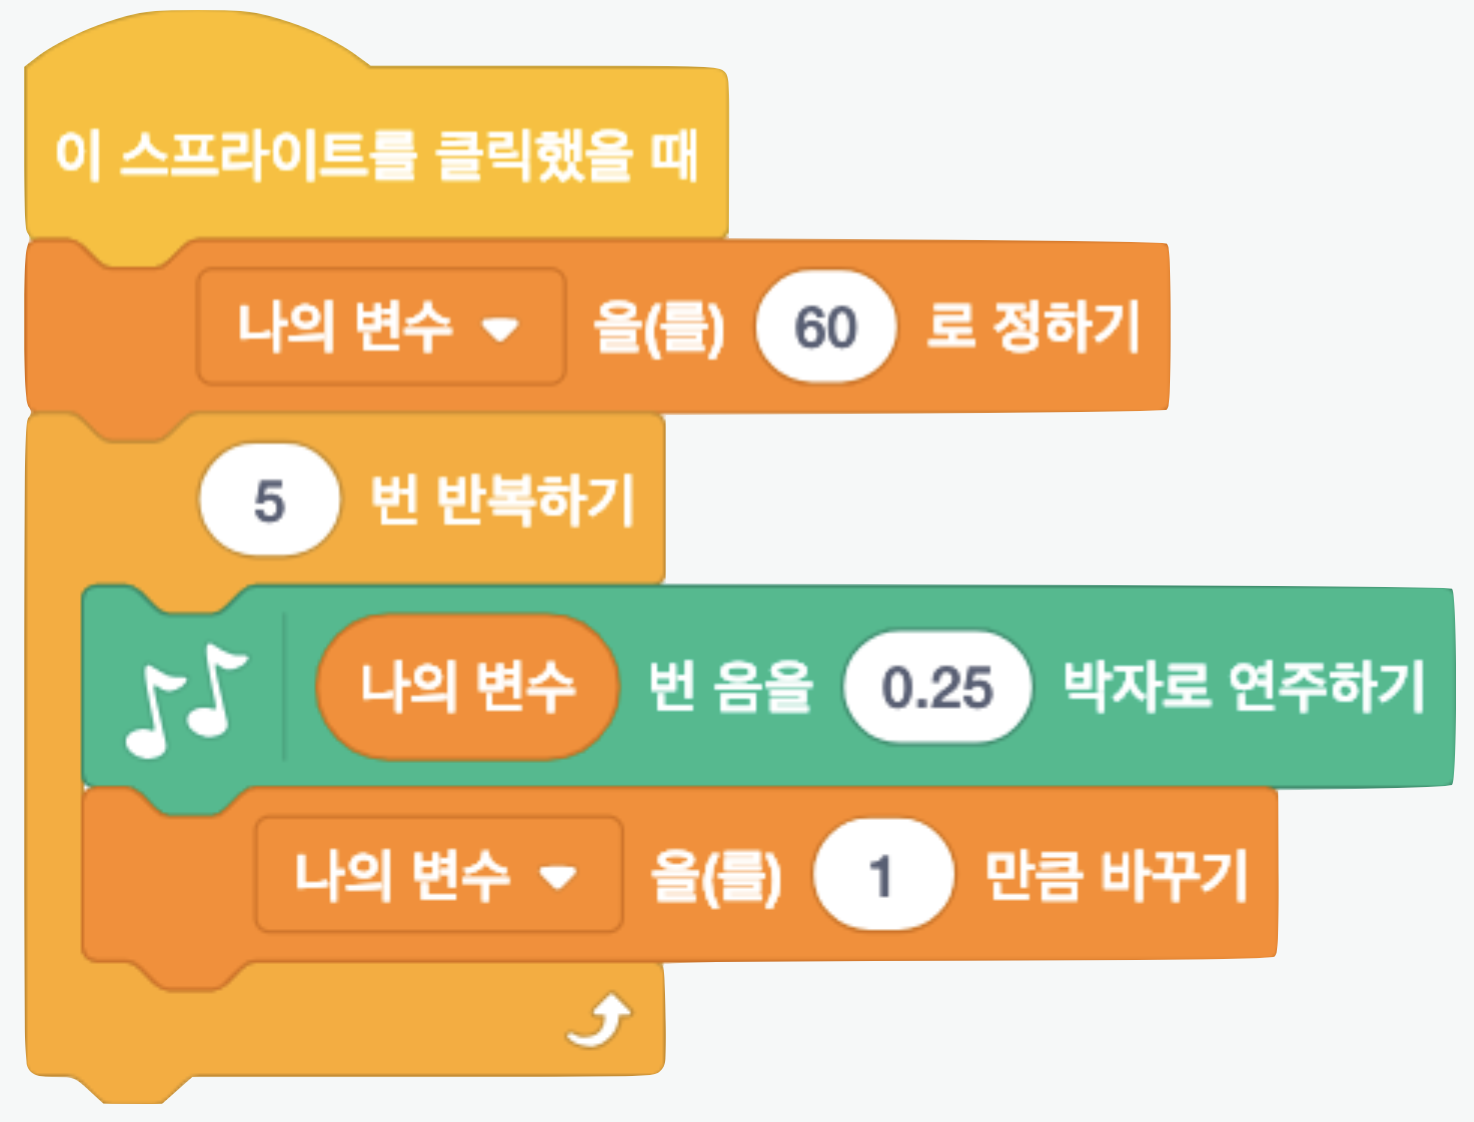 이 스프라이트를 클릭했을 때
나의 변수 을(를) 60 로 정하기
5 번 반복하기
나의 변수 번 음을 0.25 박자로 연주하기
나의 변수 을(를) 1 만큼 바꾸기